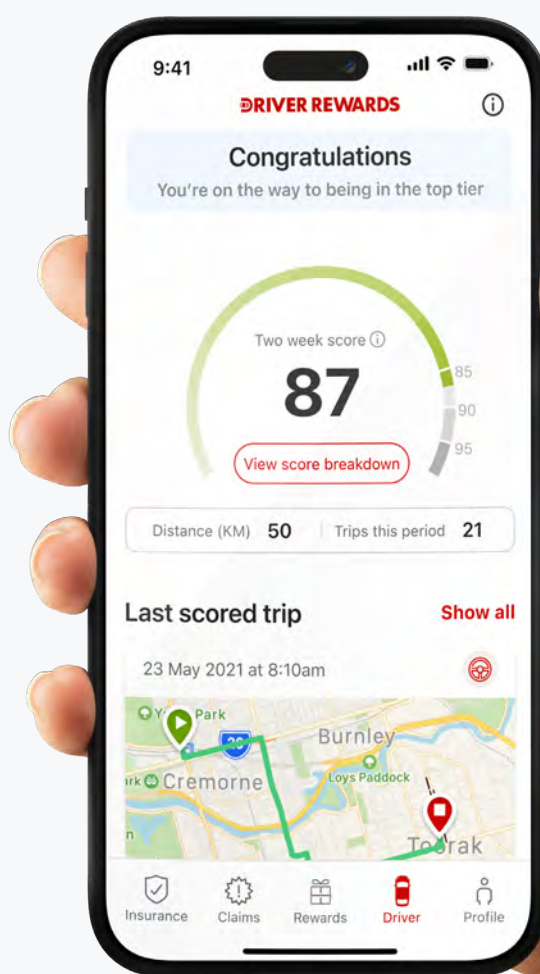 9:41
DRIVER REWARDS
Congratulations
You're on the way to being in the top tier
Two week score
87
85
90
95
View score breakdown
Distance (KM) 50 Trips this period 21
Last scored trip Show all
23 May 2021 at 8:10am
Park
Burnley
Cremorne
Loys Paddock
Insurance Claims Rewards Driver Profile